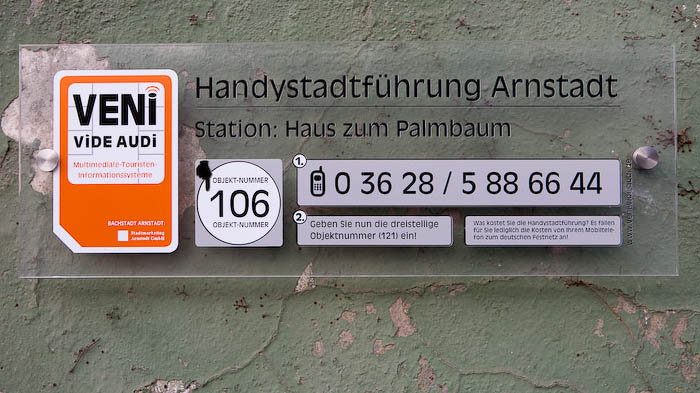 VENi
ViDE AUDi
Multimediale-Touristen-
Informationssysteme
BACHSTADT ARNSTADT:
Stadtmarketing
Arnstadt GmbH
Handystadtführung Arnstadt
Station: Haus zum Palmbaum
OBJEKT-NUMMER
106
OBJEKT-NUMMER
1.
0 36 28 / 5 88 66 44
2.
Geben Sie nun die dreistellige
Objektnummer (121) ein!
Was kostet Sie die Handystadtführung? Es fallen
für Sie lediglich die Kosten von Ihrem Mobiltele-
fon zum deutschen Festnetz an!